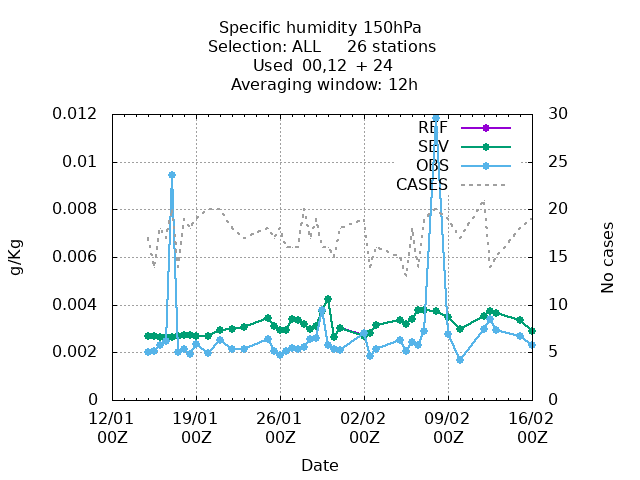 Specific humidity 150hPa
Selection: ALL     26 stations
Used  00,12  + 24
Averaging window: 12h
0.012
0.01
0.008
0.006
0.004
0.002
0
g/Kg
REF
SEV
OBS
CASES
30
25
20
15
10
5
0
No cases
12/01 19/01 26/01 02/02 09/02 16/02
00Z 00Z 00Z 00Z 00Z 00Z
Date